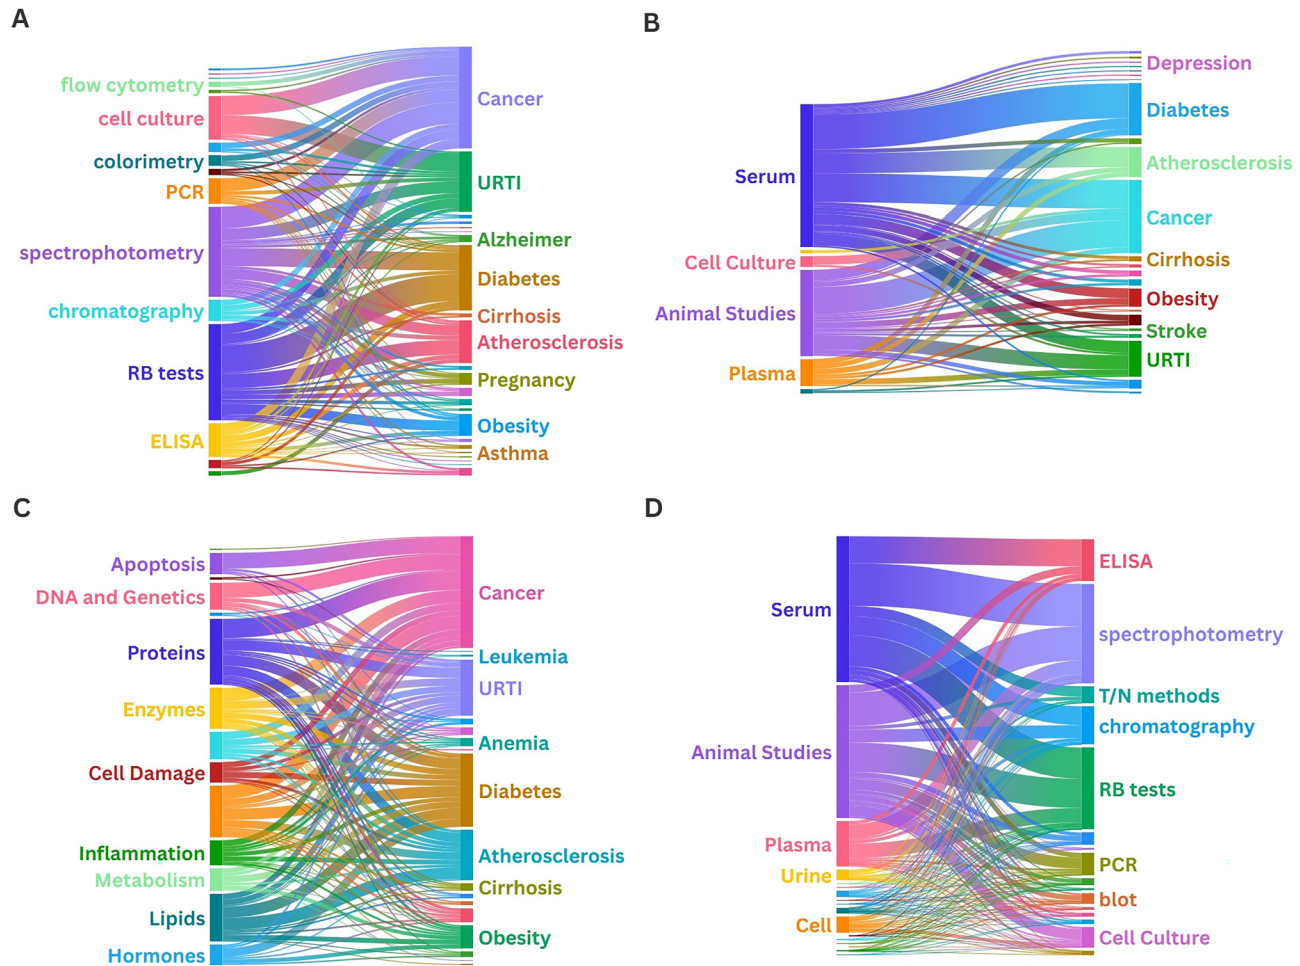 A
flow cytometry
cell culture
colorimetry
PCR
spectrophotometry
chromatography
RB tests
ELISA
Cancer
URTI
Alzheimer
Diabetes
Cirrhosis
Atherosclerosis
Pregnancy
Obesity
Asthma
B
Serum
Cell Culture
Animal Studies
Plasma
Depression
Diabetes
Atherosclerosis
Cancer
Cirrhosis
Obesity
Stroke
URTI
C
Apoptosis
DNA and Genetics
Proteins
Enzymes
Cell Damage
Inflammation
Metabolism
Lipids
Hormones
Cancer
Leukemia
URTI
Anemia
Diabetes
Atherosclerosis
Cirrhosis
Obesity
D
Serum
Animal Studies
Plasma
Urine
Cell
ELISA
spectrophotometry
T/N methods
chromatography
RB tests
PCR
blot
Cell Culture